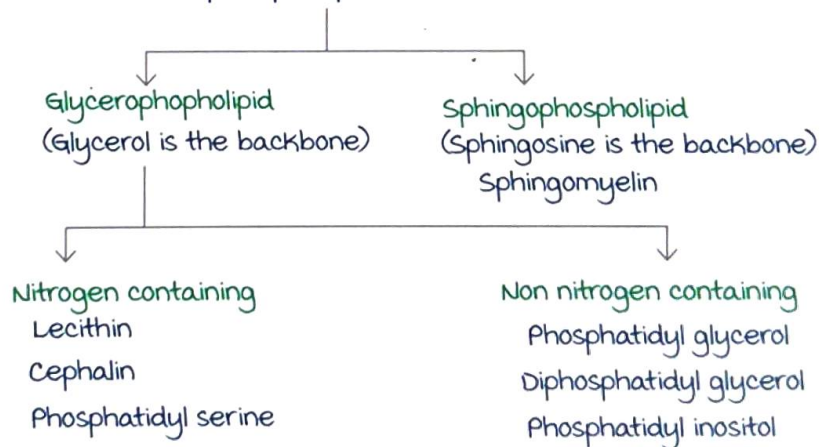 Glycerophopholipid
(Glycerol is the backbone)
Sphingophospholipid
(Sphingosine is the backbone)
Sphingomyelin
Nitrogen containing
Lecithin
Cephalin
Phosphatidyl serine
Non nitrogen containing
Phosphatidyl glycerol
Diphosphatidyl glycerol
Phosphatidyl inositol